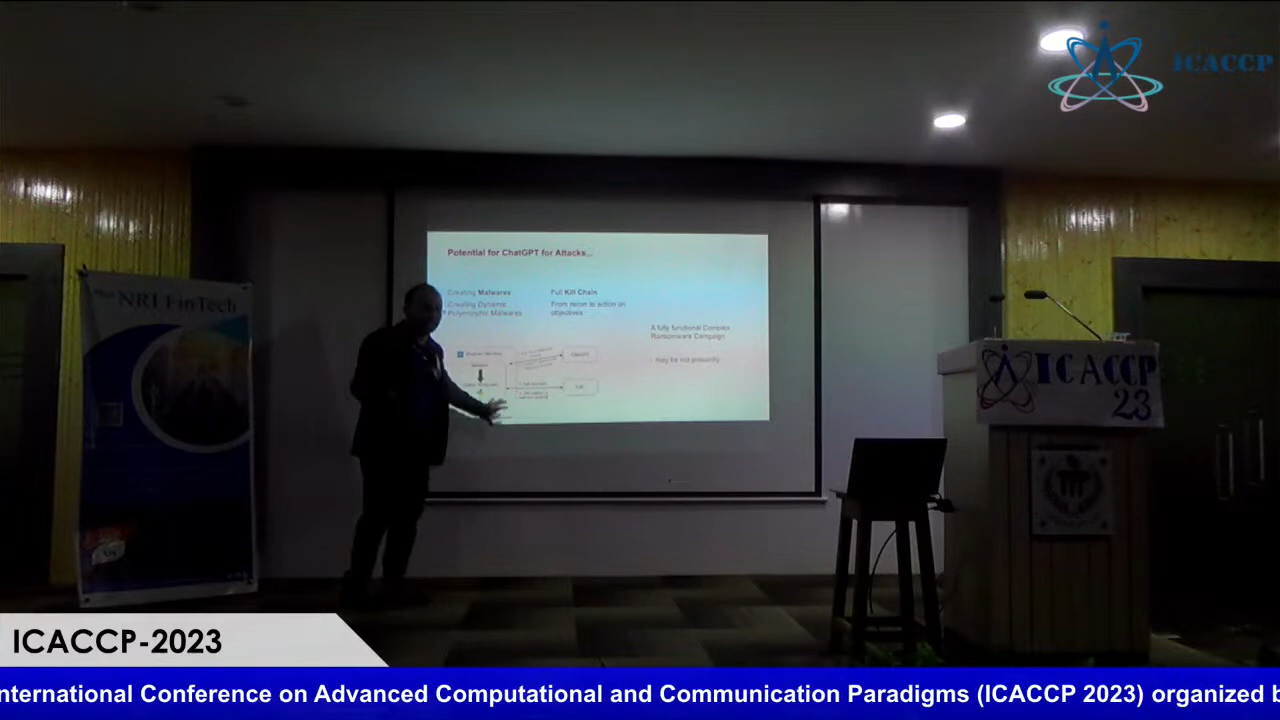 ICACCP
Potential for ChatGPT for Attacks...
Creating Malwares
Creating Dynamic
Polymorphic Malwares
Full Kill Chain
From recon to action on
objectives
A fully functional Complex
Ransomware Campaign
may be not presently
NRI FinTech
ICACCP
23
ICACCP-2023
nternational Conference on Advanced Computational and Communication Paradigms (ICACCP 2023) organized b